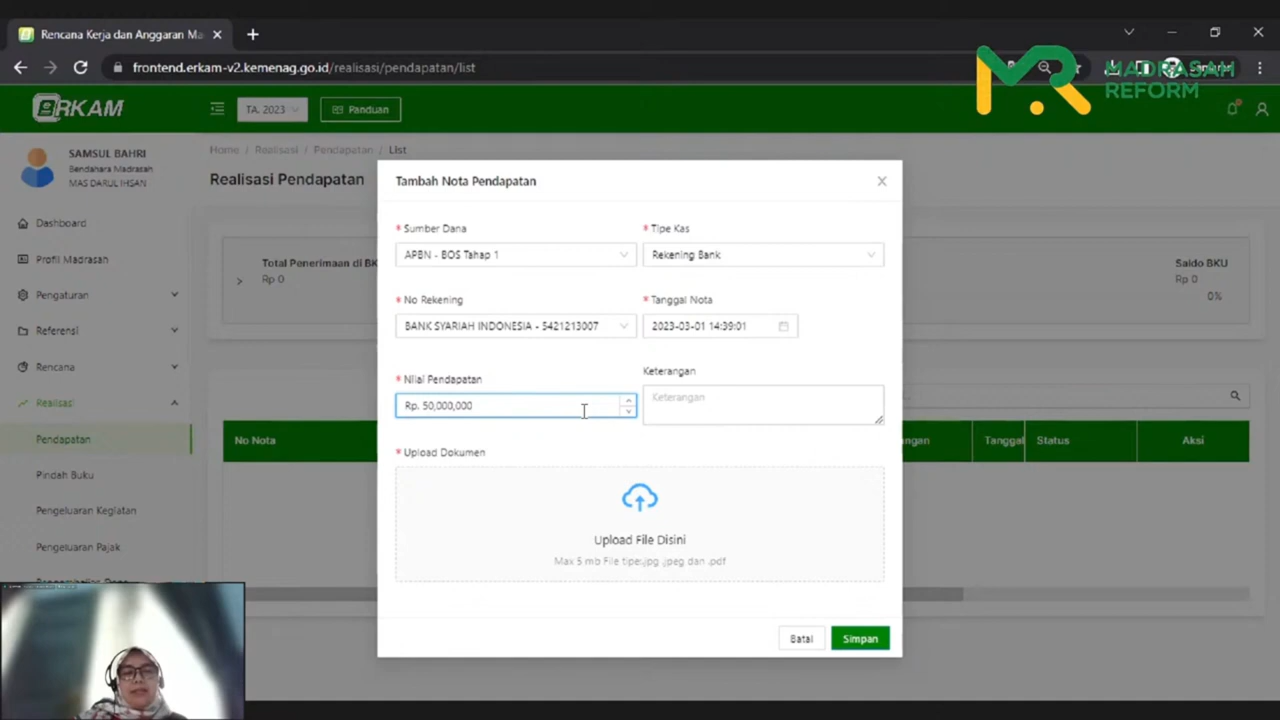 Rencana Kerja dan Anggaran Ma
frontend.erkam-v2.kemenag.go.id/realisasi/pendapatan/list
MADRASAH
REFORM
eRKAM
TA. 2023
Panduan
SAMSUL BAHRI
Bendahara Madrasah
MAS DARUL IHSAN
Home / Realisasi / Pendapatan / List
Realisasi Pendapatan
Dashboard
Profil Madrasah
Pengaturan
Referensi
Rencana
Realisasi
Pendapatan
Pindah Buku
Pengeluaran Kegiatan
Pengeluaran Pajak
Total Penerimaan di BK
Rp 0
Saldo BKU
Rp 0
0%
No Nota
Tanggal
Status
Aksi
Tambah Nota Pendapatan
* Sumber Dana
* Tipe Kas
APBN - BOS Tahap 1
Rekening Bank
* No Rekening
* Tanggal Nota
BANK SYARIAH INDONESIA - 5421213007
2023-03-01 14:39:01
* Nilai Pendapatan
Keterangan
Rp. 50,000,000
Keterangan
* Upload Dokumen
Upload File Disini
Max 5 mb File tipe:.jpg .jpeg dan .pdf
Batal
Simpan